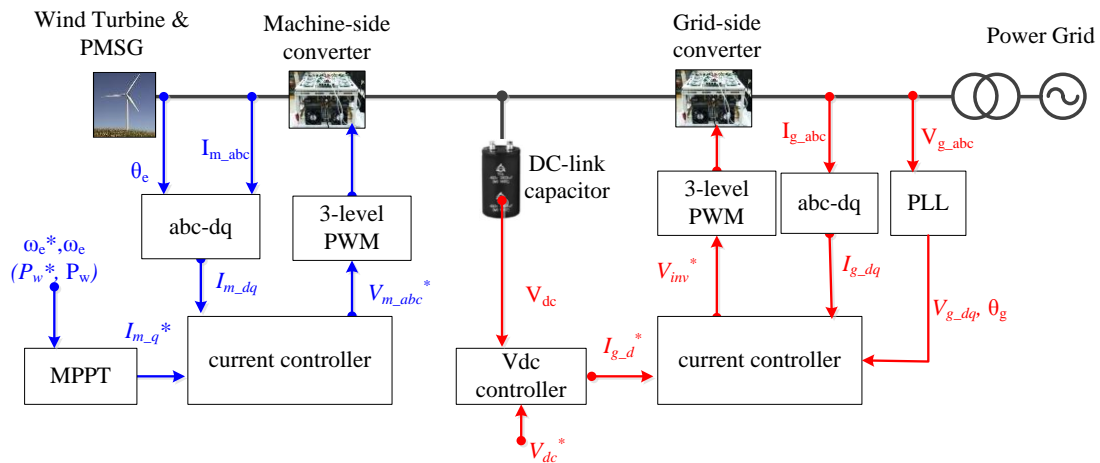 Wind Turbine &
PMSG
Machine-side
converter
Grid-side
converter
Power Grid
θe
Im_abc
DC-link
capacitor
Ig_abc
Vg_abc
abc-dq
3-level
PWM
3-level
PWM
abc-dq
PLL
ωe*,ωe
(Pw*, Pw)
Im_dq
Vm_abc*
Vdc
Vinv*
Ig_dq
Vg_dq, θg
Im_q*
Ig_d*
MPPT
current controller
Vdc
controller
current controller
Vdc*